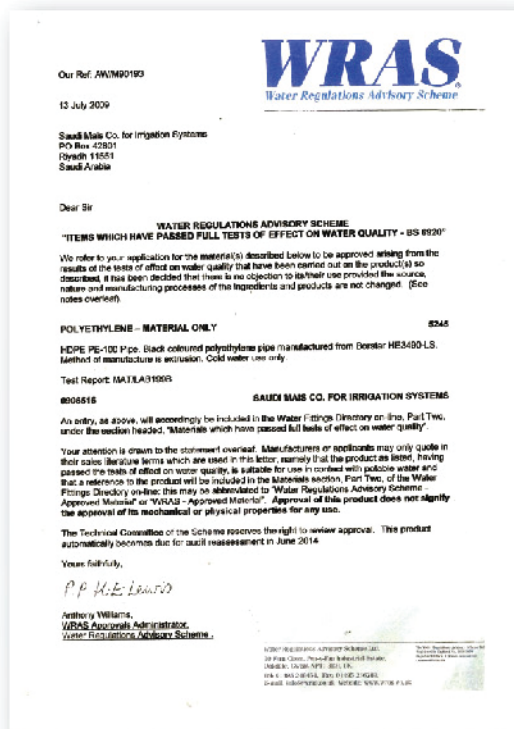 WRAS
Water Regulations Advisory Scheme
Our Ref: AW/M90193
13 July 2009
Saudi Mais Co. for Irrigation Systems
PO Box 42801
Riyadh 11551
Saudi Arabia
Dear Sir
WATER REGULATIONS ADVISORY SCHEME
"ITEMS WHICH HAVE PASSED FULL TESTS OF EFFECT ON WATER QUALITY - BS 6920"
We refer to your application for the material(s) described below to be approved arising from the
results of the tests of effect on water quality that have been carried out on the product(s) so
described, it has been decided that there is no objection to its/their use provided the source,
nature and manufacturing processes of the ingredients and products are not changed. (See
notes overleaf).
POLYETHYLENE – MATERIAL ONLY 5245
HDPE PE-100 Pipe. Black coloured polyethylene pipe manufactured from Borstar HE3490-LS.
Method of manufacture is extrusion. Cold water use only.
Test Report: MAT/LAB
0906516 SAUDI MAIS CO. FOR IRRIGATION SYSTEMS
An entry, as above, will accordingly be included in the Water Fittings Directory on-line, Part Two,
under the section headed, "Materials which have passed full tests of effect on water quality".
Your attention is drawn to the statement overleaf. Manufacturers or applicants may only quote in
their sales literature terms which are used in this letter, namely that the product as listed, having
passed the tests of effect on water quality, is suitable for use in contact with potable water and
that a reference to the product will be included in the Materials section, Part Two, of the Water
Fittings Directory on-line; this may be abbreviated to "Water Regulations Advisory Scheme -
Approved Material" or "WRAS - Approved Material". Approval of this product does not signify
the approval of its mechanical or physical properties for any use.
The Technical Committee of the Scheme reserves the right to review approval. This product
automatically becomes due for audit reassessment in June 2014
Yours faithfully,
P.P K.E. Lewis
Anthony Williams,
WRAS Approvals Administrator,
Water Regulations Advisory Scheme.
Water Regulations Advisory Scheme Ltd.